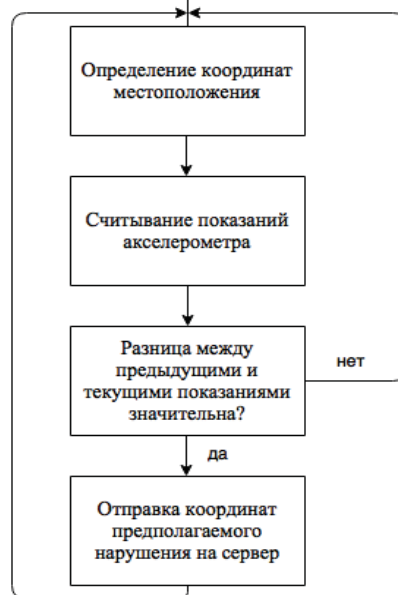 Определение координат
местоположения
Считывание показаний
акселерометра
Разница между
предыдущими и
текущими показаниями
значительна?
нет
да
Отправка координат
предполагаемого
нарушения на сервер